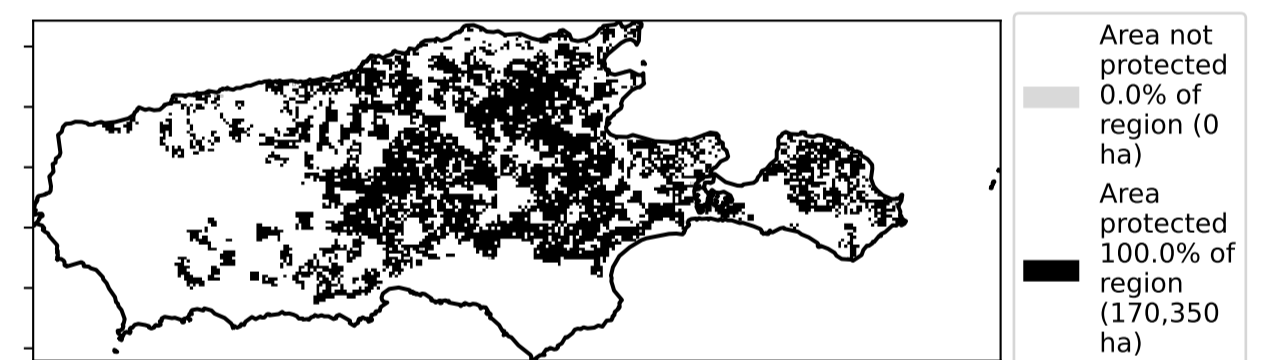 Area not
protected
0.0% of
region (0
ha)
Area
protected
100.0% of
region
(170,350
ha)